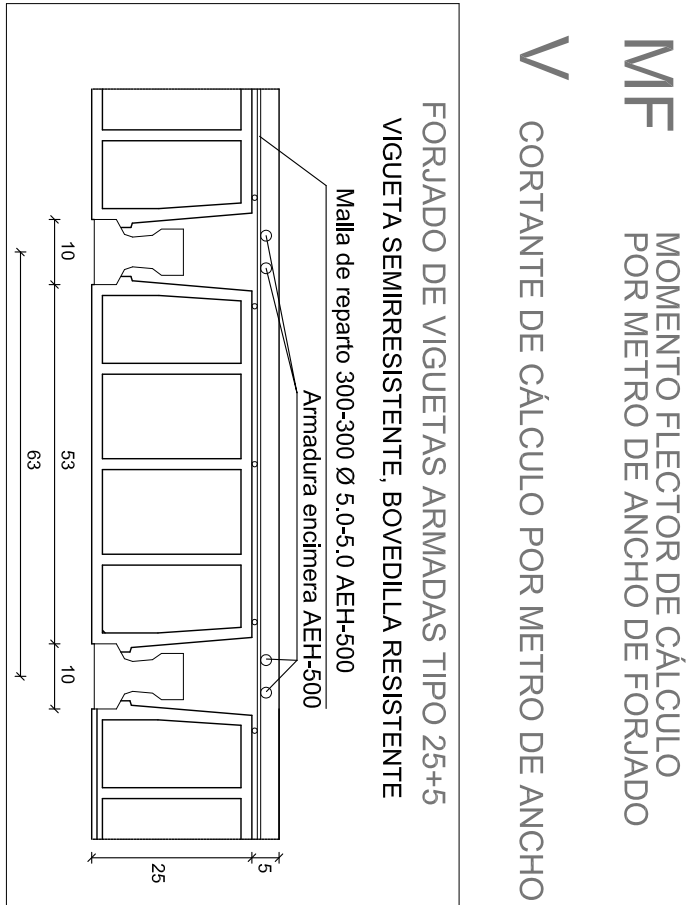 MF
MOMENTO FLECTOR DE CÁLCULO
POR METRO DE ANCHO DE FORJADO
V
CORTANTE DE CÁLCULO POR METRO DE ANCHO
FORJADO DE VIGUETAS ARMADAS TIPO 25+5
VIGUETA SEMIRRESISTENTE, BOVEDILLA RESISTENTE
Malla de reparto 300-300 Ø 5.0-5.0 AEH-500
Armadura encimera AEH-500
5
25
10
53
10
63